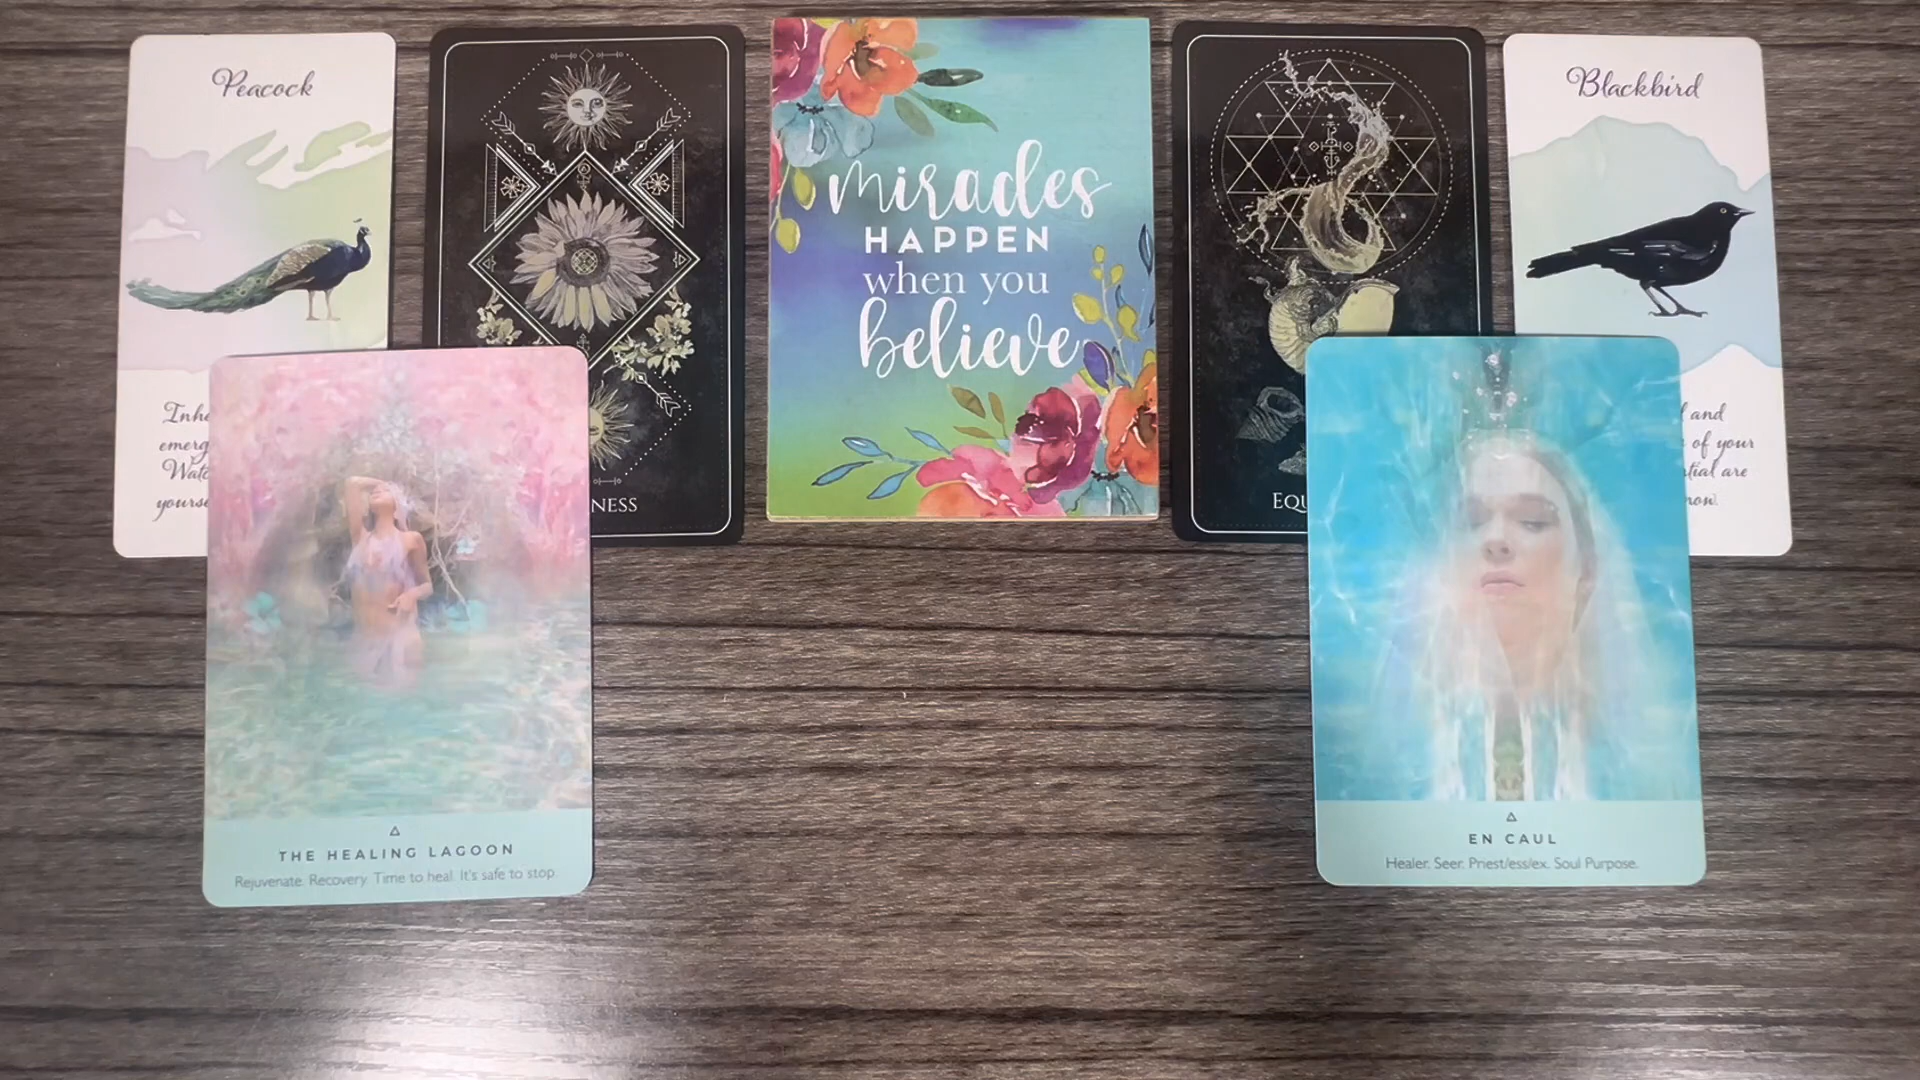 Peacock
Inh
emerg
Watc
yourse
NESS
miracles
HAPPEN
when you
believe
EQU
Blackbird
and
of your
tial are
now.
THE HEALING LAGOON
Rejuvenate. Recovery. Time to heal. It's safe to stop.
EN CAUL
Healer. Seer. Priest/ess/ex. Soul Purpose.